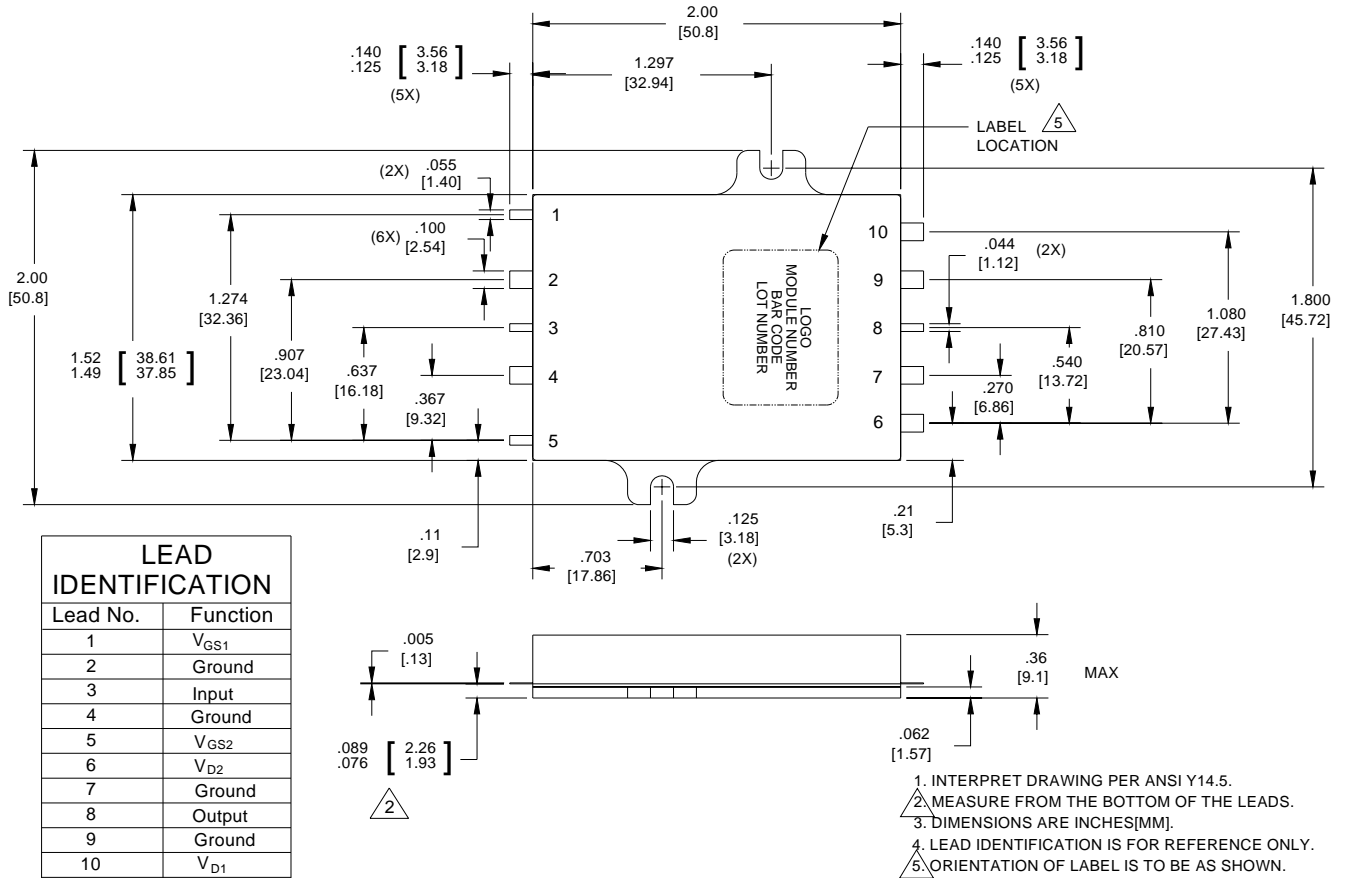 2.00
[50.8]
.140
.125 [ 3.56
3.18 ]
(5X)
1.297
[32.94]
.140
.125 [ 3.56
3.18 ]
(5X)
LABEL 5
LOCATION
(2X) .055
[1.40]
(6X) .100
[2.54]
2.00
[50.8]
1.52
1.49 [ 38.61
37.85 ]
1.274
[32.36]
.907
[23.04]
.637
[16.18]
.367
[9.32]
.11
[2.9]
1
2
3
4
5
LOGO
MODULE NUMBER
BAR CODE
LOT NUMBER
10
9
8
7
6
.044
[1.12] (2X)
.270
[6.86]
.540
[13.72]
.810
[20.57]
1.080
[27.43]
1.800
[45.72]
.21
[5.3]
.703
[17.86]
.125
[3.18]
(2X)
LEAD
IDENTIFICATION
Lead No. Function
1 VGS1
2 Ground
3 Input
4 Ground
5 VGS2
6 VD2
7 Ground
8 Output
9 Ground
10 VD1
.005
[.13]
.089
.076 [ 2.26
1.93 ]
2
.36
[9.1] MAX
.062
[1.57]
1. INTERPRET DRAWING PER ANSI Y14.5.
2. MEASURE FROM THE BOTTOM OF THE LEADS.
3. DIMENSIONS ARE INCHES[MM].
4. LEAD IDENTIFICATION IS FOR REFERENCE ONLY.
5. ORIENTATION OF LABEL IS TO BE AS SHOWN.